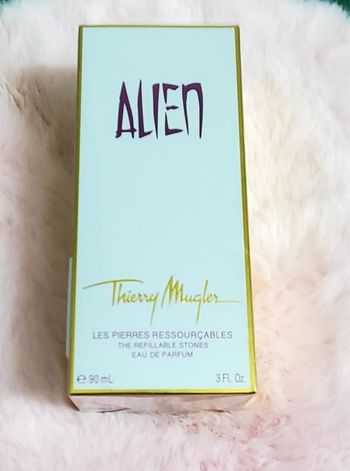 ALIEN
Thierry Mugler
LES PIERRES RESSOURÇABLES
THE REFILLABLE STONES
EAU DE PARFUM
℮ 90 mL 3 Fl. Oz.